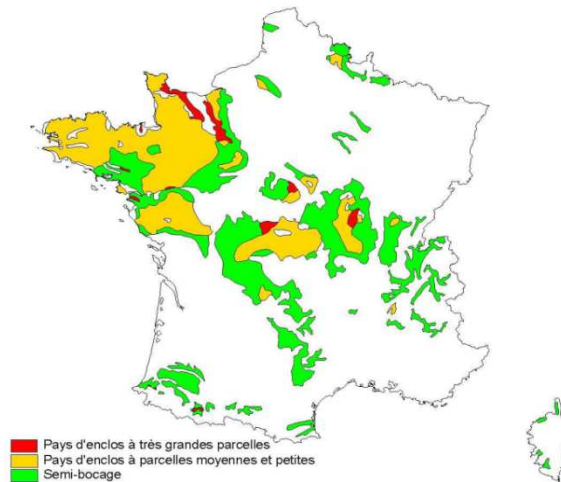 Pays d'enclos à très grandes parcelles
Pays d'enclos à parcelles moyennes et petites
Semi-bocage